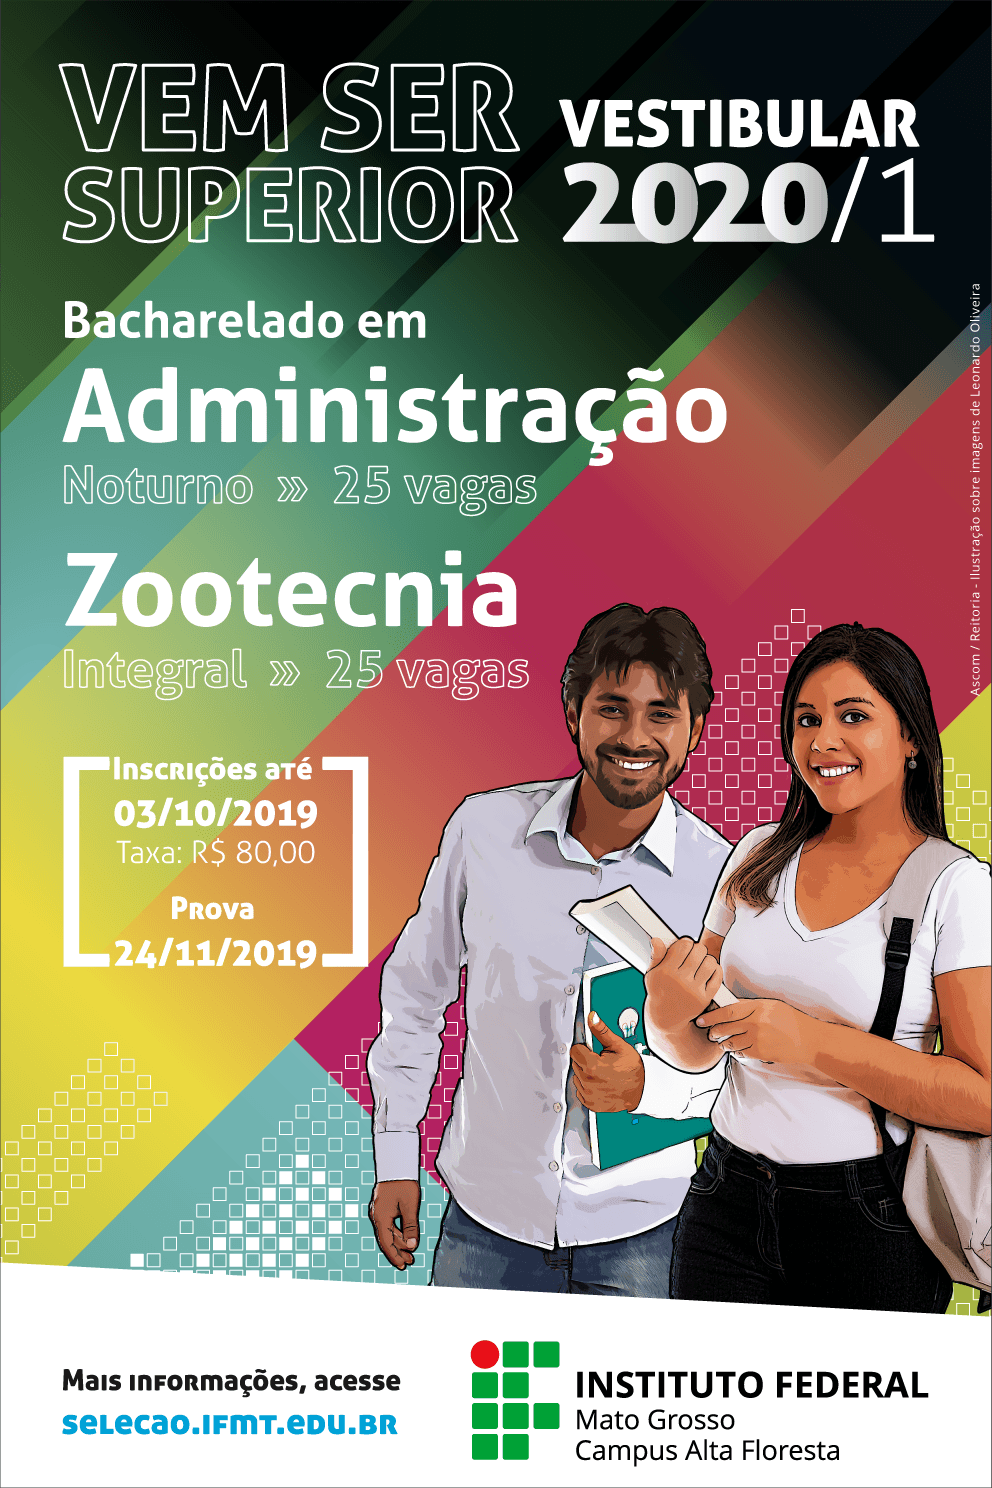 VEM SER
SUPERIOR
VESTIBULAR
2020/1
Bacharelado em
Administração
Noturno » 25 vagas
Zootecnia
Integral » 25 vagas
Inscrições até
03/10/2019
Taxa: R$ 80,00
Prova
24/11/2019
Ascom / Reitoria - Ilustração sobre imagens de Leonardo Oliveira
Mais informações, acesse
selecao.ifmt.edu.br
INSTITUTO FEDERAL
Mato Grosso
Campus Alta Floresta